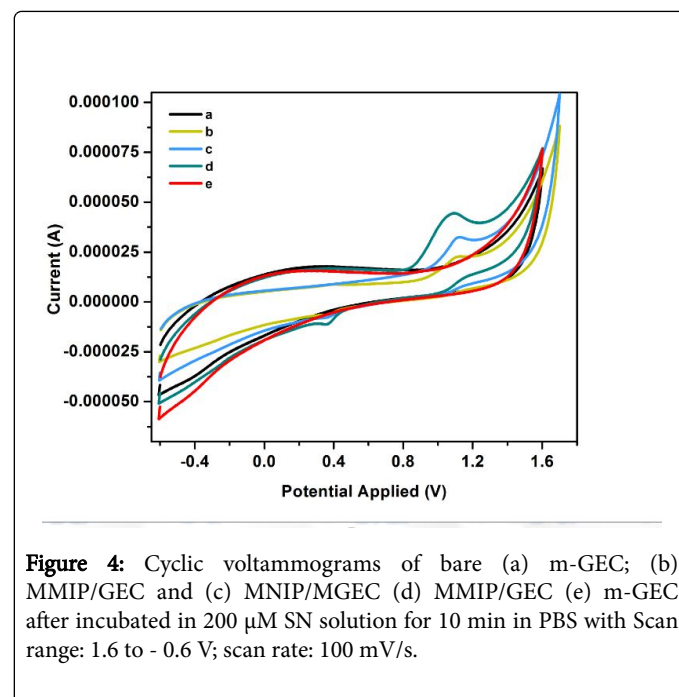 0.000100
0.000075
0.000050
0.000025
0.000000
-0.000025
-0.000050
Current (A)
a
b
c
d
e
-0.4 0.0 0.4 0.8 1.2 1.6
Potential Applied (V)
Figure 4: Cyclic voltammograms of bare (a) m-GEC; (b)
MMIP/GEC and (c) MNIP/MGEC (d) MMIP/GEC (e) m-GEC
after incubated in 200 μM SN solution for 10 min in PBS with Scan
range: 1.6 to - 0.6 V; scan rate: 100 mV/s.